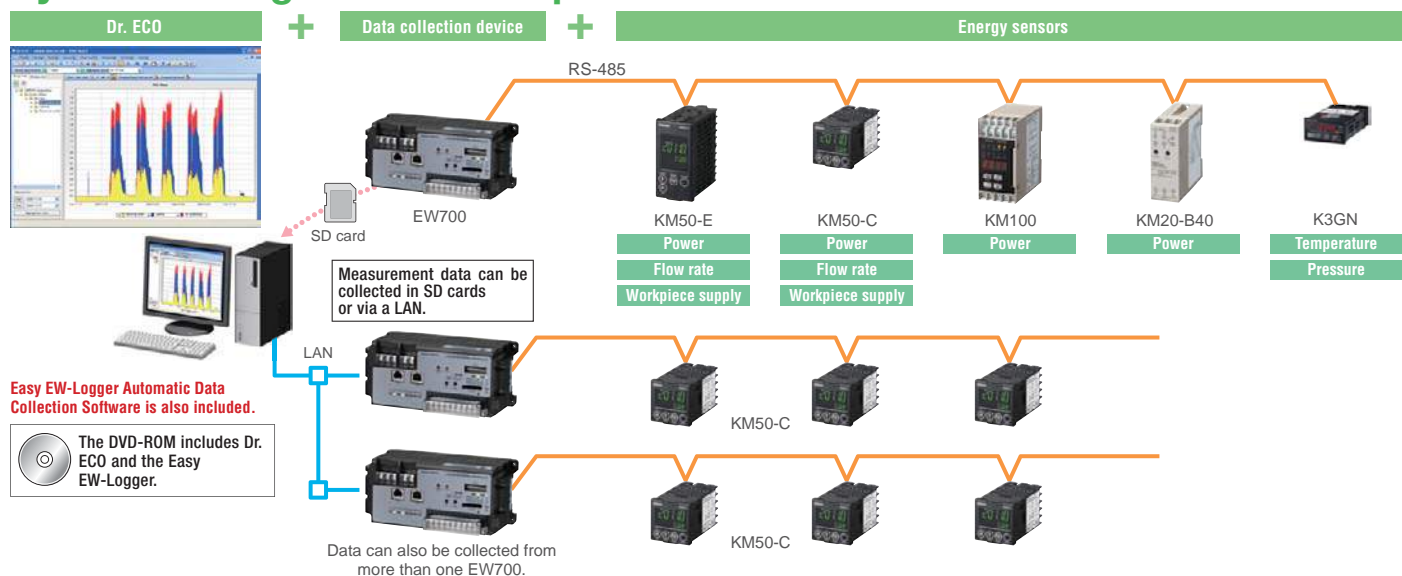 Dr. ECO
+
Data collection device
+
Energy sensors
RS-485
EW700
SD card
KM50-E
Power
Flow rate
Workpiece supply
KM50-C
Power
Flow rate
Workpiece supply
KM100
Power
KM20-B40
Power
K3GN
Temperature
Pressure
Measurement data can be
collected in SD cards
or via a LAN.
LAN
Easy EW-Logger Automatic Data
Collection Software is also included.
The DVD-ROM includes Dr.
ECO and the Easy
EW-Logger.
KM50-C
KM50-C
Data can also be collected from
more than one EW700.